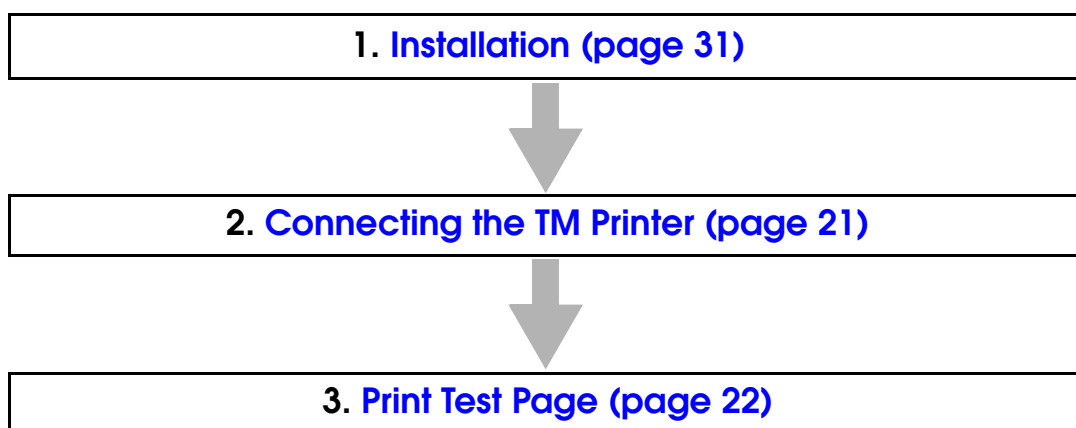 1. Installation (page 31)
2. Connecting the TM Printer (page 21)
3. Print Test Page (page 22)